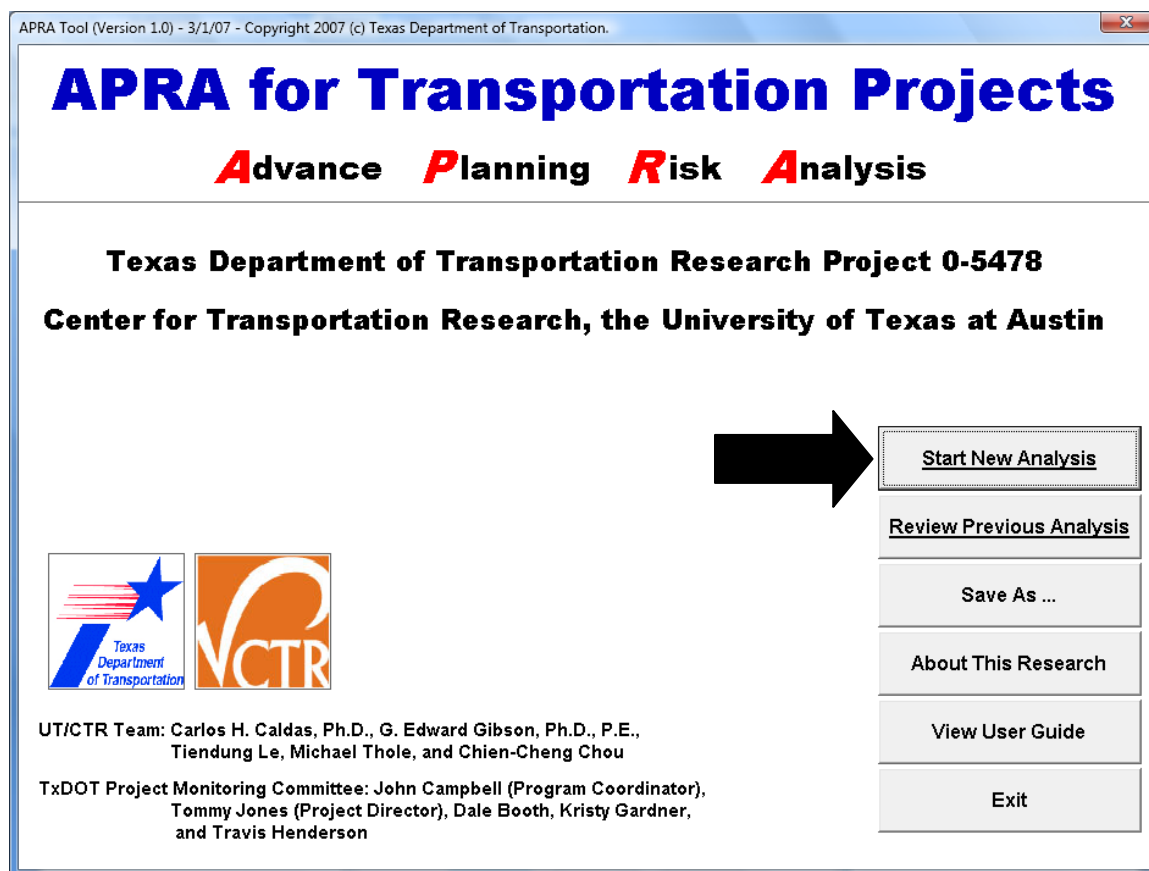 APRA Tool (Version 1.0) - 3/1/07 - Copyright 2007 (c) Texas Department of Transportation.
X
APRA for Transportation Projects
Advance Planning Risk Analysis
Texas Department of Transportation Research Project 0-5478
Center for Transportation Research, the University of Texas at Austin
Start New Analysis
Review Previous Analysis
Save As ...
About This Research
View User Guide
Exit
Texas
Department
of Transportation
CTR
UT/CTR Team: Carlos H. Caldas, Ph.D., G. Edward Gibson, Ph.D., P.E.,
Tiendung Le, Michael Thole, and Chien-Cheng Chou
TxDOT Project Monitoring Committee: John Campbell (Program Coordinator),
Tommy Jones (Project Director), Dale Booth, Kristy Gardner,
and Travis Henderson